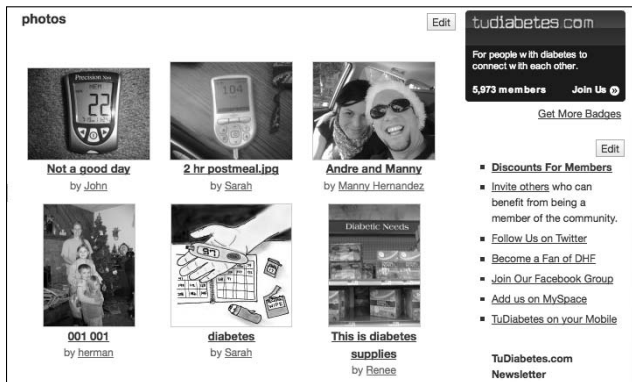 photos
Edit
Precision Xtra
MEM
22
Not a good day
by John
104
2 hr postmeal.jpg
by Sarah
Andre and Manny
by Manny Hernandez
001 001
by herman
97
WIPE
diabetes
by Sarah
Diabetic Needs
This is diabetes
supplies
by Renee
tudiabetes.com
For people with diabetes to
connect with each other.
5,973 members Join Us
Get More Badges
Edit
Discounts For Members
Invite others who can
benefit from being a
member of the community.
Follow Us on Twitter
Become a Fan of DHF
Join Our Facebook Group
Add us on MySpace
TuDiabetes on your Mobile
TuDiabetes.com
Newsletter